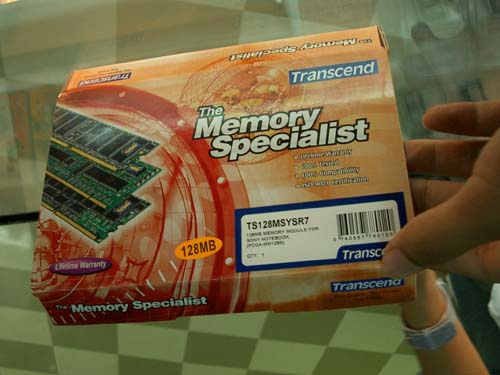 The Memory Specialist
Transcend
Transcend
The
Memory
Specialist
• Lifetime Warranty
• 100% Tested
• 100% Compatibility
• ISO 9001 Certification
TS128MSYSR7
128MB MEMORY MODULE FOR
SONY NOTEBOOK,
QTY: 1
128MB
Lifetime Warranty
Transcend
Transcend
The Memory Specialist